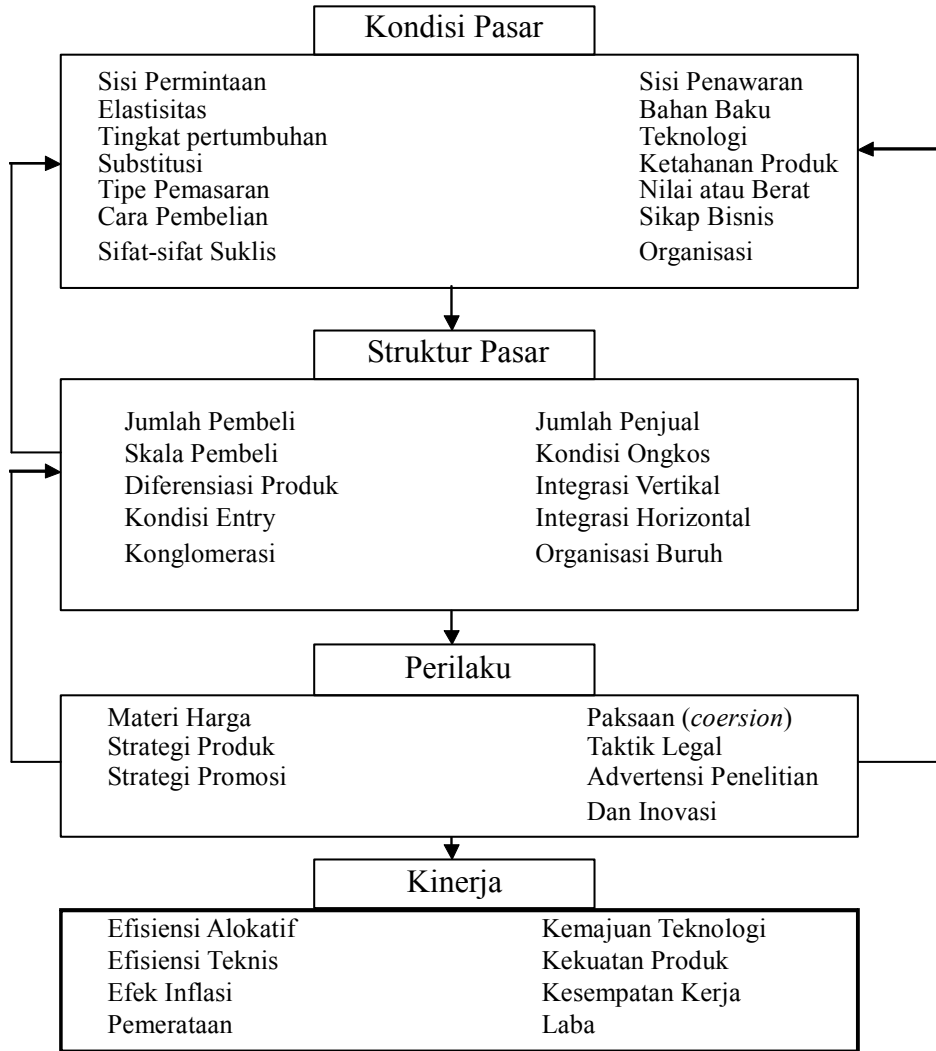 Kondisi Pasar
Sisi Permintaan
Elastisitas
Tingkat pertumbuhan
Substitusi
Tipe Pemasaran
Cara Pembelian
Sifat-sifat Suklis
Sisi Penawaran
Bahan Baku
Teknologi
Ketahanan Produk
Nilai atau Berat
Sikap Bisnis
Organisasi
Struktur Pasar
Jumlah Pembeli
Skala Pembeli
Diferensiasi Produk
Kondisi Entry
Konglomerasi
Jumlah Penjual
Kondisi Ongkos
Integrasi Vertikal
Integrasi Horizontal
Organisasi Buruh
Perilaku
Materi Harga
Strategi Produk
Strategi Promosi
Paksaan (coersion)
Taktik Legal
Advertensi Penelitian
Dan Inovasi
Kinerja
Efisiensi Alokatif
Efisiensi Teknis
Efek Inflasi
Pemerataan
Kemajuan Teknologi
Kekuatan Produk
Kesempatan Kerja
Laba